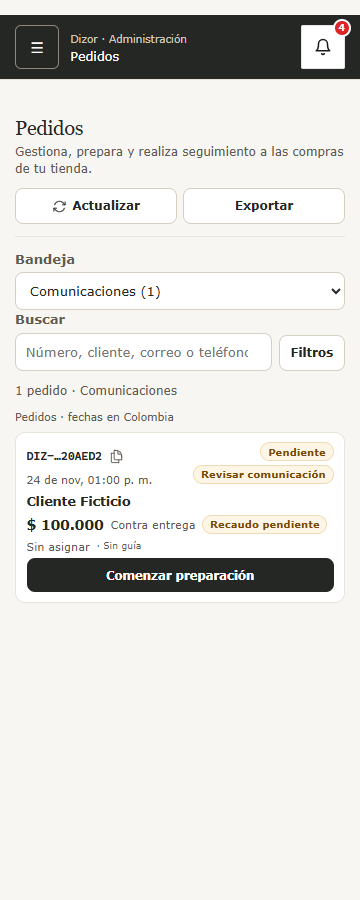 ☰
Dizor · Administración
Pedidos
4
Pedidos
Gestiona, prepara y realiza seguimiento a las compras
de tu tienda.
Actualizar
Exportar
Bandeja
Comunicaciones (1)
Buscar
Número, cliente, correo o teléfono
Filtros
1 pedido · Comunicaciones
Pedidos · fechas en Colombia
DIZ-…20AED2
Pendiente
24 de nov, 01:00 p. m.
Revisar comunicación
Cliente Ficticio
$ 100.000 Contra entrega Recaudo pendiente
Sin asignar · Sin guía
Comenzar preparación